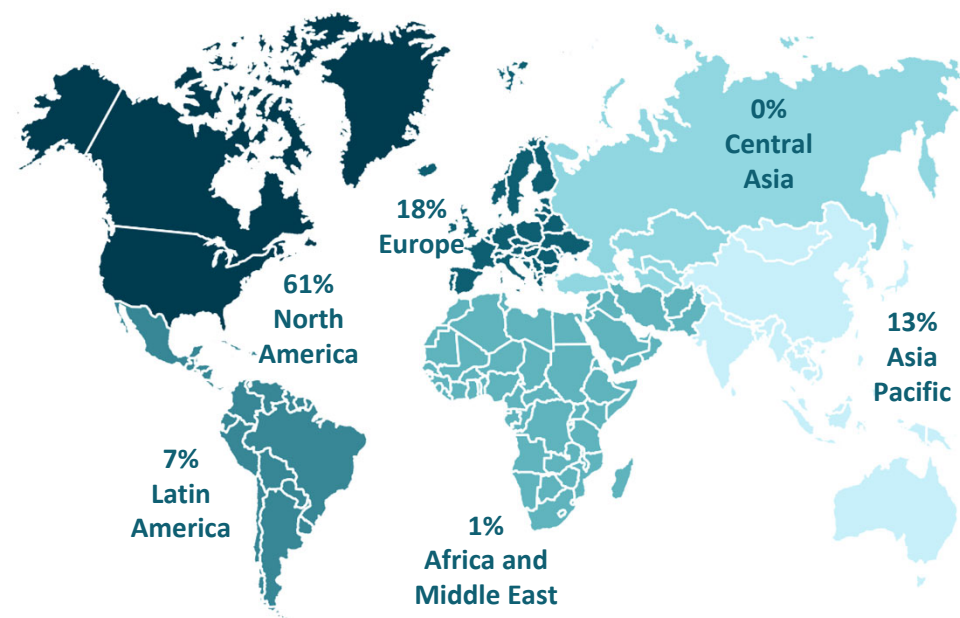 0%
Central
Asia
18%
Europe
61%
North
America
13%
Asia
Pacific
7%
Latin
America
1%
Africa and
Middle East